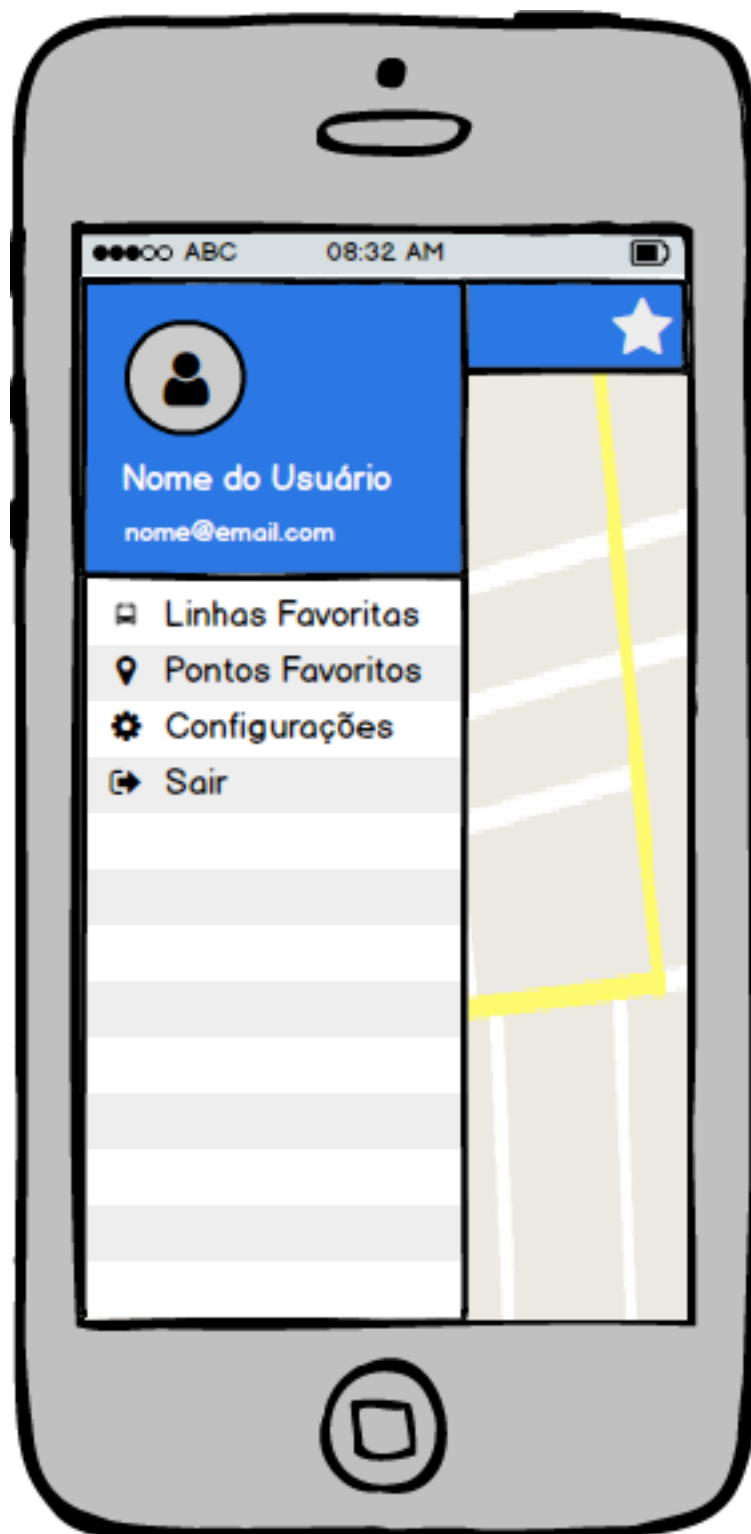 ABC 08:32 AM
Nome do Usuário
nome@email.com
Linhas Favoritas
Pontos Favoritos
Configurações
Sair